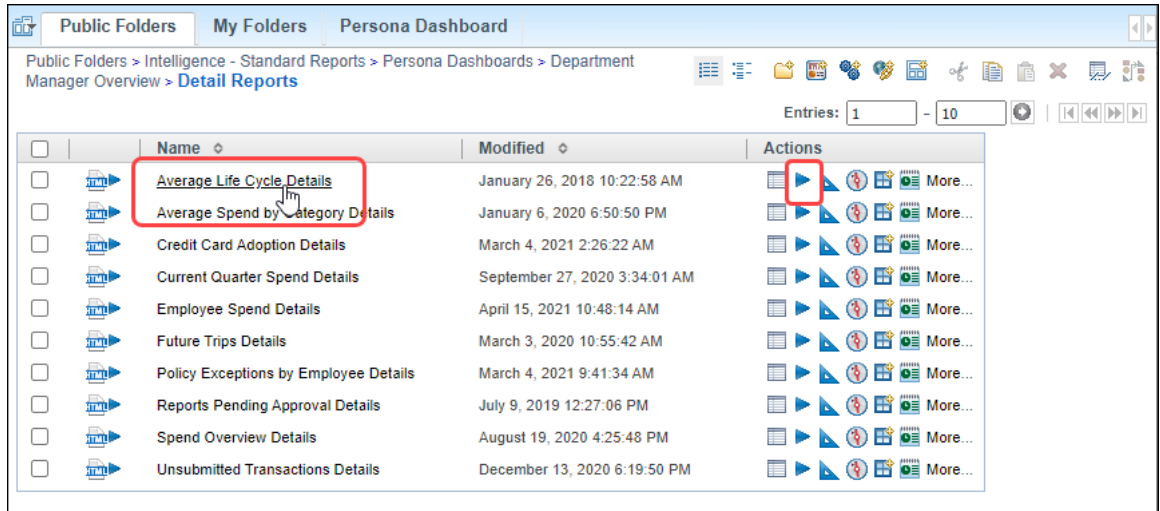 Public Folders My Folders Persona Dashboard
Public Folders > Intelligence - Standard Reports > Persona Dashboards > Department
Manager Overview > Detail Reports
Entries: 1 - 10
Name Modified Actions
Average Life Cycle Details January 26, 2018 10:22:58 AM More...
Average Spend by Category Details January 6, 2020 6:50:50 PM More...
Credit Card Adoption Details March 4, 2021 2:26:22 AM More...
Current Quarter Spend Details September 27, 2020 3:34:01 AM More...
Employee Spend Details April 15, 2021 10:48:14 AM More...
Future Trips Details March 3, 2020 10:55:42 AM More...
Policy Exceptions by Employee Details March 4, 2021 9:41:34 AM More...
Reports Pending Approval Details July 9, 2019 12:27:06 PM More...
Spend Overview Details August 19, 2020 4:25:48 PM More...
Unsubmitted Transactions Details December 13, 2020 6:19:50 PM More...